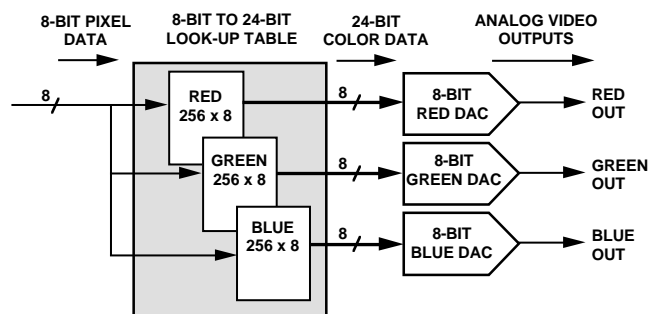 8-BIT PIXEL
DATA
8-BIT TO 24-BIT
LOOK-UP TABLE
24-BIT
COLOR DATA
ANALOG VIDEO
OUTPUTS
8
RED
256 x 8
8
8-BIT
RED DAC
RED
OUT
GREEN
256 x 8
8
8-BIT
GREEN DAC
GREEN
OUT
BLUE
256 x 8
8
8-BIT
BLUE DAC
BLUE
OUT